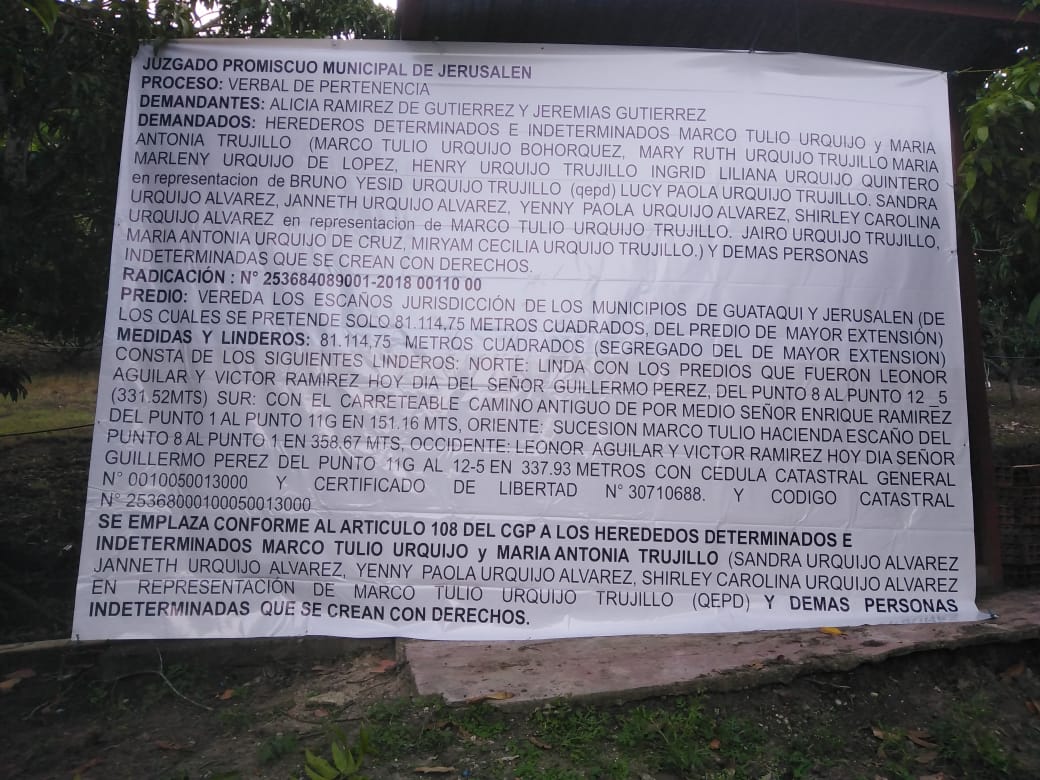 JUZGADO PROMISCUO MUNICIPAL DE JERUSALEN
PROCESO: VERBAL DE PERTENENCIA
DEMANDANTES: ALICIA RAMIREZ DE GUTIERREZ Y JEREMIAS GUTIERREZ
DEMANDADOS: HEREDEROS DETERMINADOS E INDETERMINADOS MARCO TULIO URQUIJO y MARIA
ANTONIA TRUJILLO (MARCO TULIO URQUIJO BOHORQUEZ, MARY RUTH URQUIJO TRUJILLO MARIA
MARLENY URQUIJO DE LOPEZ, HENRY URQUIJO TRUJILLO INGRID LILIANA URQUIJO QUINTERO
en representacion de BRUNO YESID URQUIJO TRUJILLO (qepd) LUCY PAOLA URQUIJO TRUJILLO. SANDRA
URQUIJO ALVAREZ, JANNETH URQUIJO ALVAREZ, YENNY PAOLA URQUIJO ALVAREZ, SHIRLEY CAROLINA
URQUIJO ALVAREZ en representacion de MARCO TULIO URQUIJO TRUJILLO. JAIRO URQUIJO TRUJILLO,
MARIA ANTONIA URQUIJO DE CRUZ, MIRYAM CECILIA URQUIJO TRUJILLO.) Y DEMAS PERSONAS
INDETERMINADAS QUE SE CREAN CON DERECHOS.
RADICACIÓN : N° 253684089001-2018 00110 00
PREDIO: VEREDA LOS ESCAÑOS JURISDICCIÓN DE LOS MUNICIPIOS DE GUATAQUI Y JERUSALEN (DE
LOS CUALES SE PRETENDE SOLO 81.114,75 METROS CUADRADOS, DEL PREDIO DE MAYOR EXTENSIÓN)
MEDIDAS Y LINDEROS: 81.114,75 METROS CUADRADOS (SEGREGADO DEL DE MAYOR EXTENSION)
CONSTA DE LOS SIGUIENTES LINDEROS: NORTE: LINDA CON LOS PREDIOS QUE FUERON LEONOR
AGUILAR Y VICTOR RAMIREZ HOY DIA DEL SEÑOR GUILLERMO PEREZ, DEL PUNTO 8 AL PUNTO 12_5
(331.52MTS) SUR: CON EL CARRETEABLE CAMINO ANTIGUO DE POR MEDIO SEÑOR ENRIQUE RAMIREZ
DEL PUNTO 1 AL PUNTO 11G EN 151.16 MTS, ORIENTE: SUCESION MARCO TULIO HACIENDA ESCAÑO DEL
PUNTO 8 AL PUNTO 1 EN 358.67 MTS, OCCIDENTE: LEONOR, AGUILAR Y VICTOR RAMIREZ HOY DIA SEÑOR
GUILLERMO PEREZ DEL PUNTO 11G AL 12-5 EN 337.93 METROS CON CEDULA CATASTRAL GENERAL
N° 0010050013000 Y CERTIFICADO DE LIBERTAD N° 30710688. Y CODIGO CATASTRAL
N° 25368000100050013000
SE EMPLAZA CONFORME AL ARTICULO 108 DEL CGP A LOS HEREDEDOS DETERMINADOS E
INDETERMINADOS MARCO TULIO URQUIJO y MARIA ANTONIA TRUJILLO (SANDRA URQUIJO ALVAREZ
JANNETH URQUIJO ALVAREZ, YENNY PAOLA URQUIJO ALVAREZ, SHIRLEY CAROLINA URQUIJO ALVAREZ
EN REPRESENTACIÓN DE MARCO TULIO URQUIJO TRUJILLO (QEPD) Y DEMAS PERSONAS
INDETERMINADAS QUE SE CREAN CON DERECHOS.